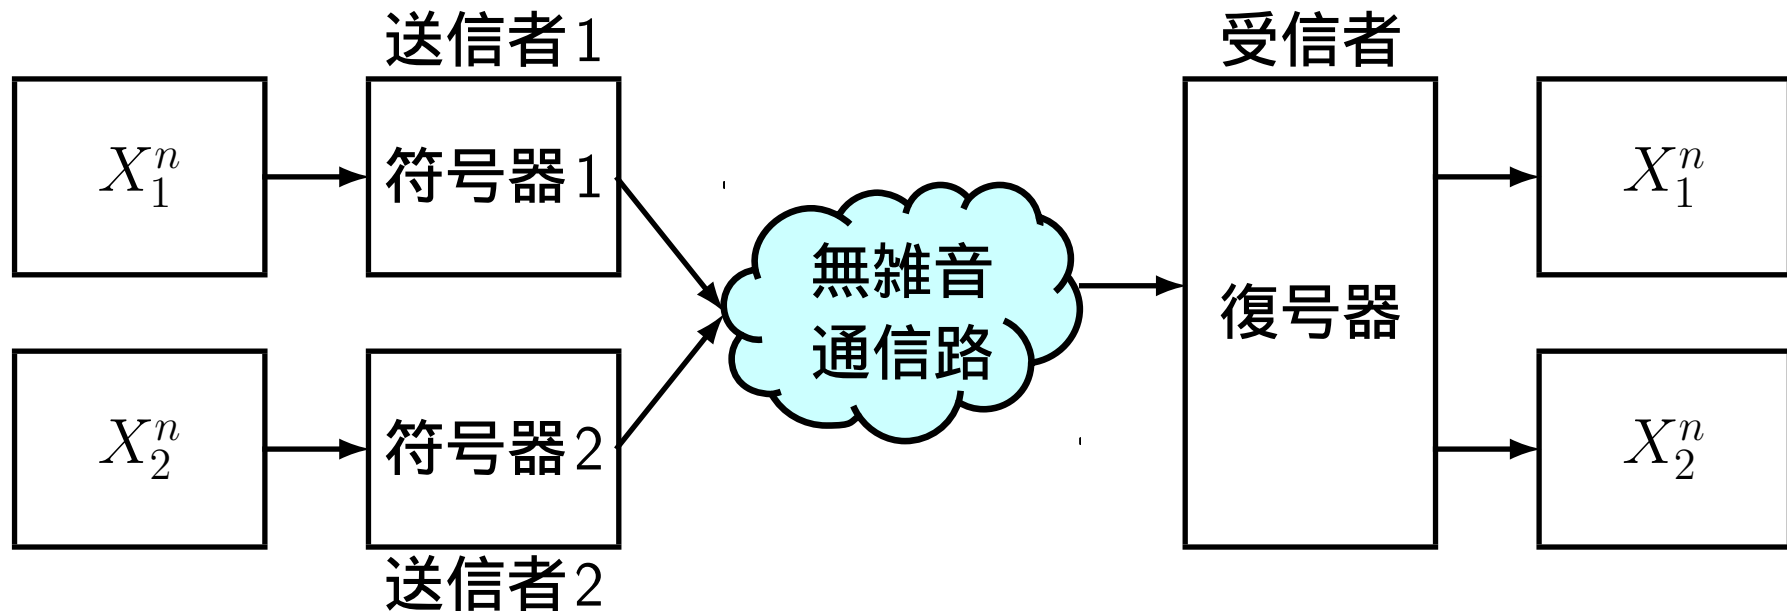 送信者1
受信者
X_1^n
符号器1
無雑音
通信路
復号器
X_1^n
X_2^n
符号器2
X_2^n
送信者2